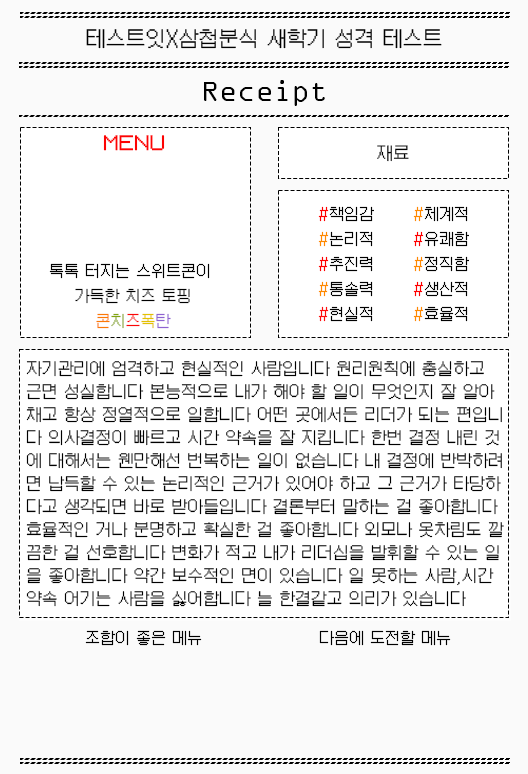 테스트잇X삼첩분식 새학기 성격 테스트
Receipt
MENU
톡톡 터지는 스위트콘이
가득한 치즈 토핑
콘치즈폭탄
재료
#책임감 #체계적
#논리적 #유쾌함
#추진력 #정직함
#통솔력 #생산적
#현실적 #효율적
자기관리에 엄격하고 현실적인 사람입니다 원리원칙에 충실하고
근면 성실합니다 본능적으로 내가 해야 할 일이 무엇인지 잘 알아
채고 항상 정열적으로 일합니다 어떤 곳에서든 리더가 되는 편입니
다 의사결정이 빠르고 시간 약속을 잘 지킵니다 한번 결정 내린 것
에 대해서는 웬만해선 번복하는 일이 없습니다 내 결정에 반박하려
면 납득할 수 있는 논리적인 근거가 있어야 하고 그 근거가 타당하
다고 생각되면 바로 받아들입니다 결론부터 말하는 걸 좋아합니다
효율적인 거나 분명하고 확실한 걸 좋아합니다 외모나 옷차림도 깔
끔한 걸 선호합니다 변화가 적고 내가 리더심을 발휘할 수 있는 일
을 좋아합니다 약간 보수적인 면이 있습니다 일 못하는 사람,시간
약속 어기는 사람을 싫어합니다 늘 한결같고 의리가 있습니다
조합이 좋은 메뉴
다음에 도전할 메뉴